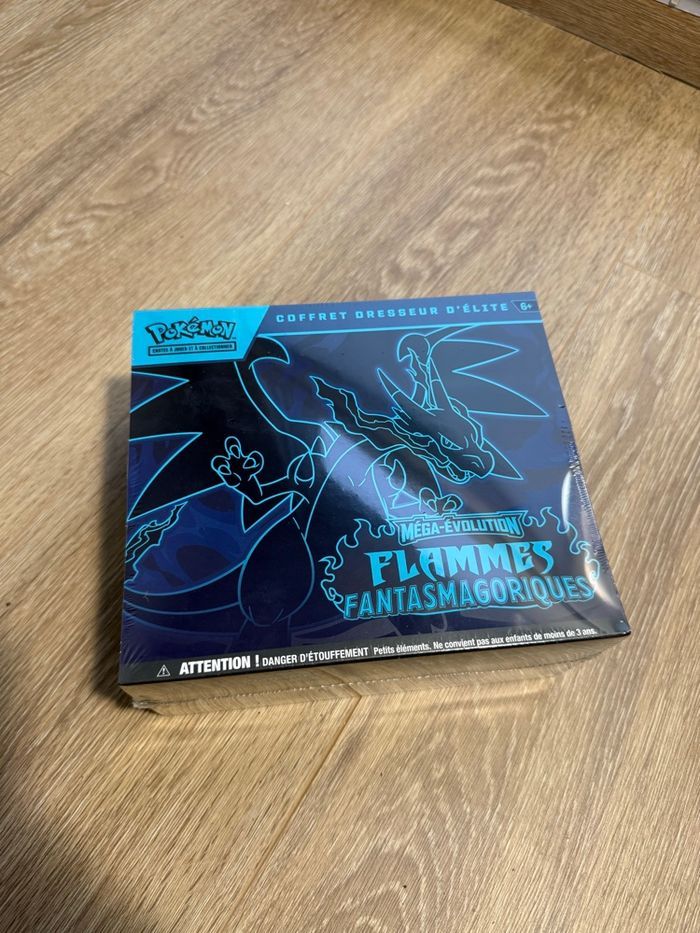 POKéMON
CARTES À JOUER ET À COLLECTIONNER
COFFRET DRESSEUR D'ÉLITE 6+
MÉGA-ÉVOLUTION
FLAMMES
FANTASMAGORIQUES
ATTENTION ! DANGER D'ÉTOUFFEMENT Petits éléments. Ne convient pas aux enfants de moins de 3 ans.